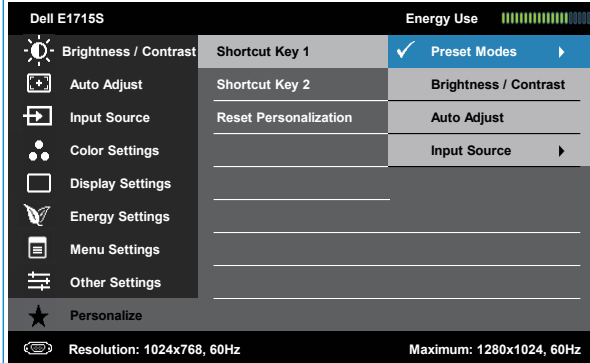 Dell E1715S Energy Use
Brightness / Contrast Shortcut Key 1 Preset Modes
Auto Adjust Shortcut Key 2 Brightness / Contrast
Input Source Reset Personalization Auto Adjust
Color Settings Input Source
Display Settings
Energy Settings
Menu Settings
Other Settings
Personalize
Resolution: 1024x768, 60Hz Maximum: 1280x1024, 60Hz